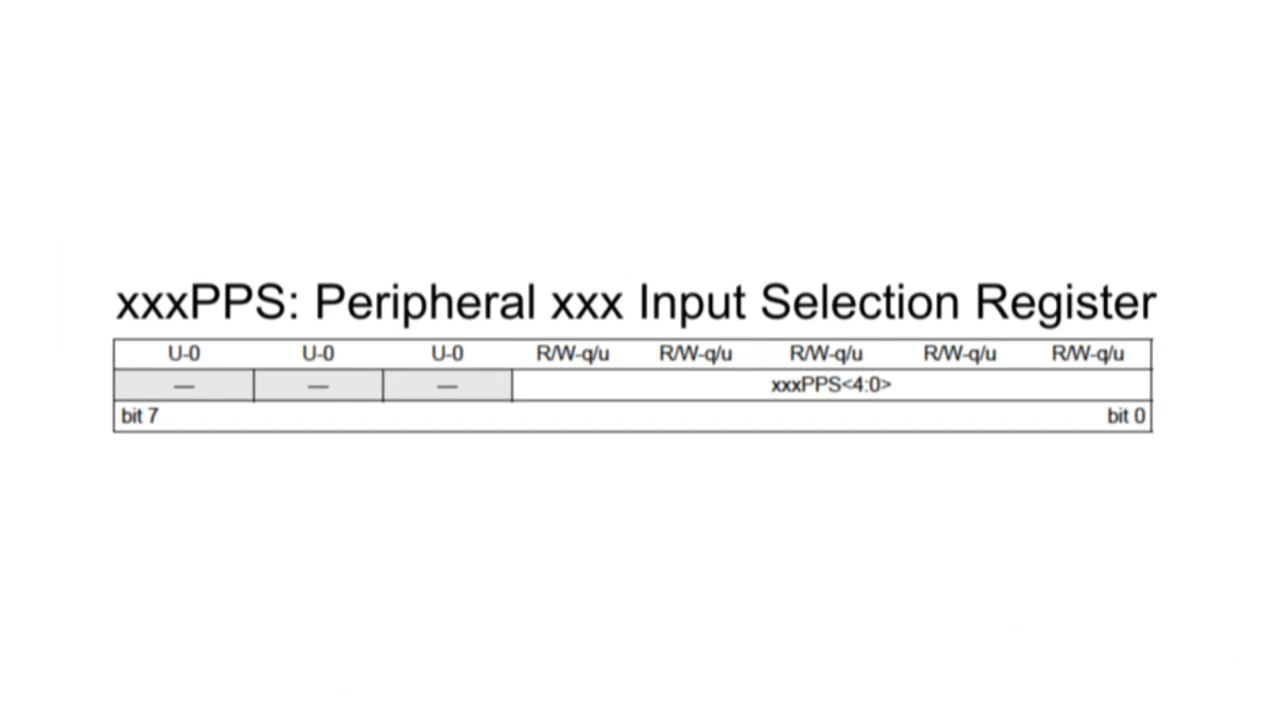 xxxPPS: Peripheral xxx Input Selection Register
U-0 U-0 U-0 R/W-q/u R/W-q/u R/W-q/u R/W-q/u R/W-q/u
— — — xxxPPS<4:0>
bit 7 bit 0